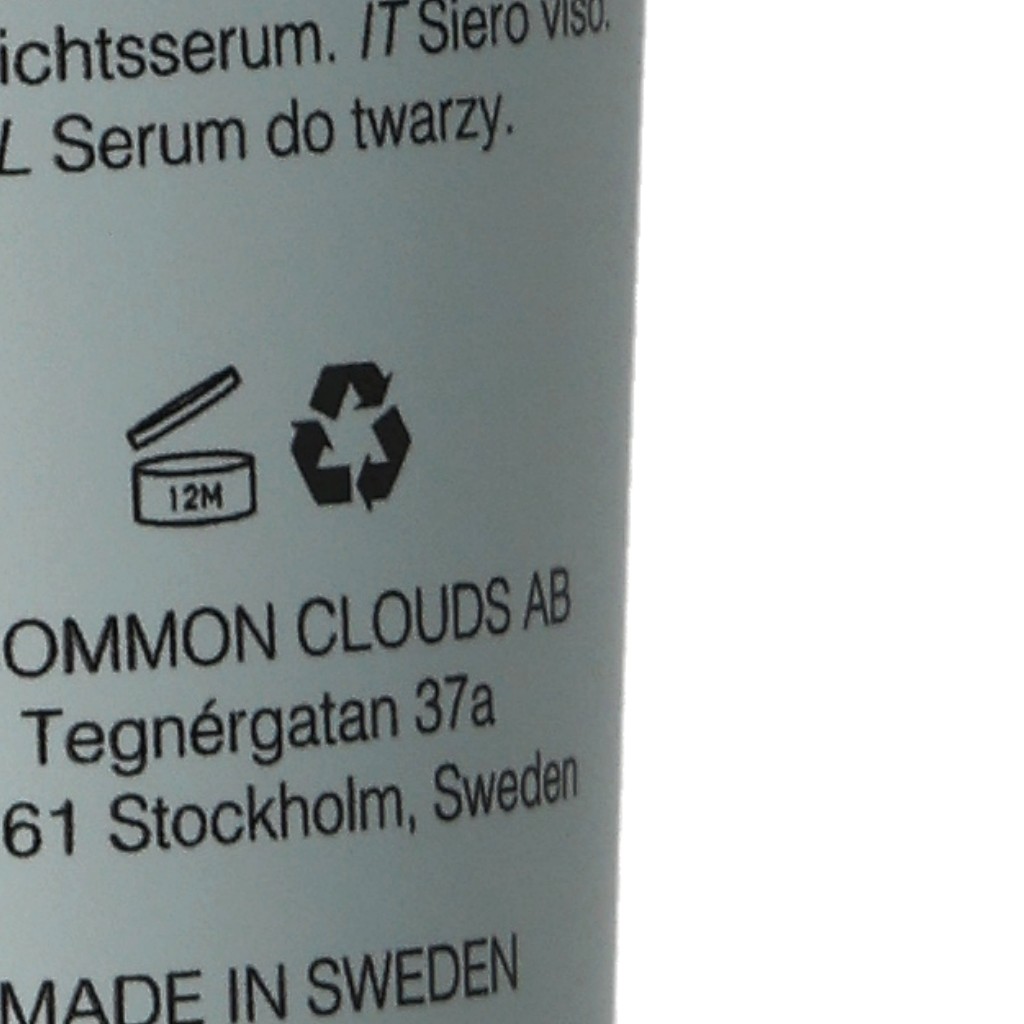 ichtsserum. IT Siero viso.
L Serum do twarzy.
12M
OMMON CLOUDS AB
Tegnérgatan 37a
61 Stockholm, Sweden
MADE IN SWEDEN